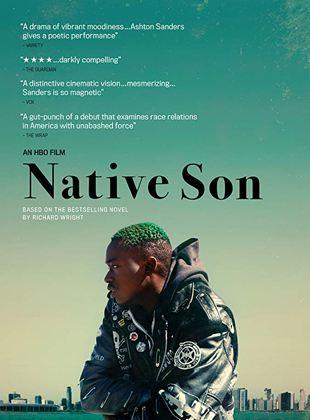 “A drama of vibrant moodiness...Ashton Sanders
gives a poetic performance”
– VARIETY
“★★★★...darkly compelling”
– THE GUARDIAN
“A distinctive cinematic vision...mesmerizing...
Sanders is so magnetic”
– VOX
“A gut-punch of a debut that examines race relations
in America with unabashed force”
– THE WRAP
AN HBO FILM
Native Son
BASED ON THE BESTSELLING NOVEL
BY RICHARD WRIGHT